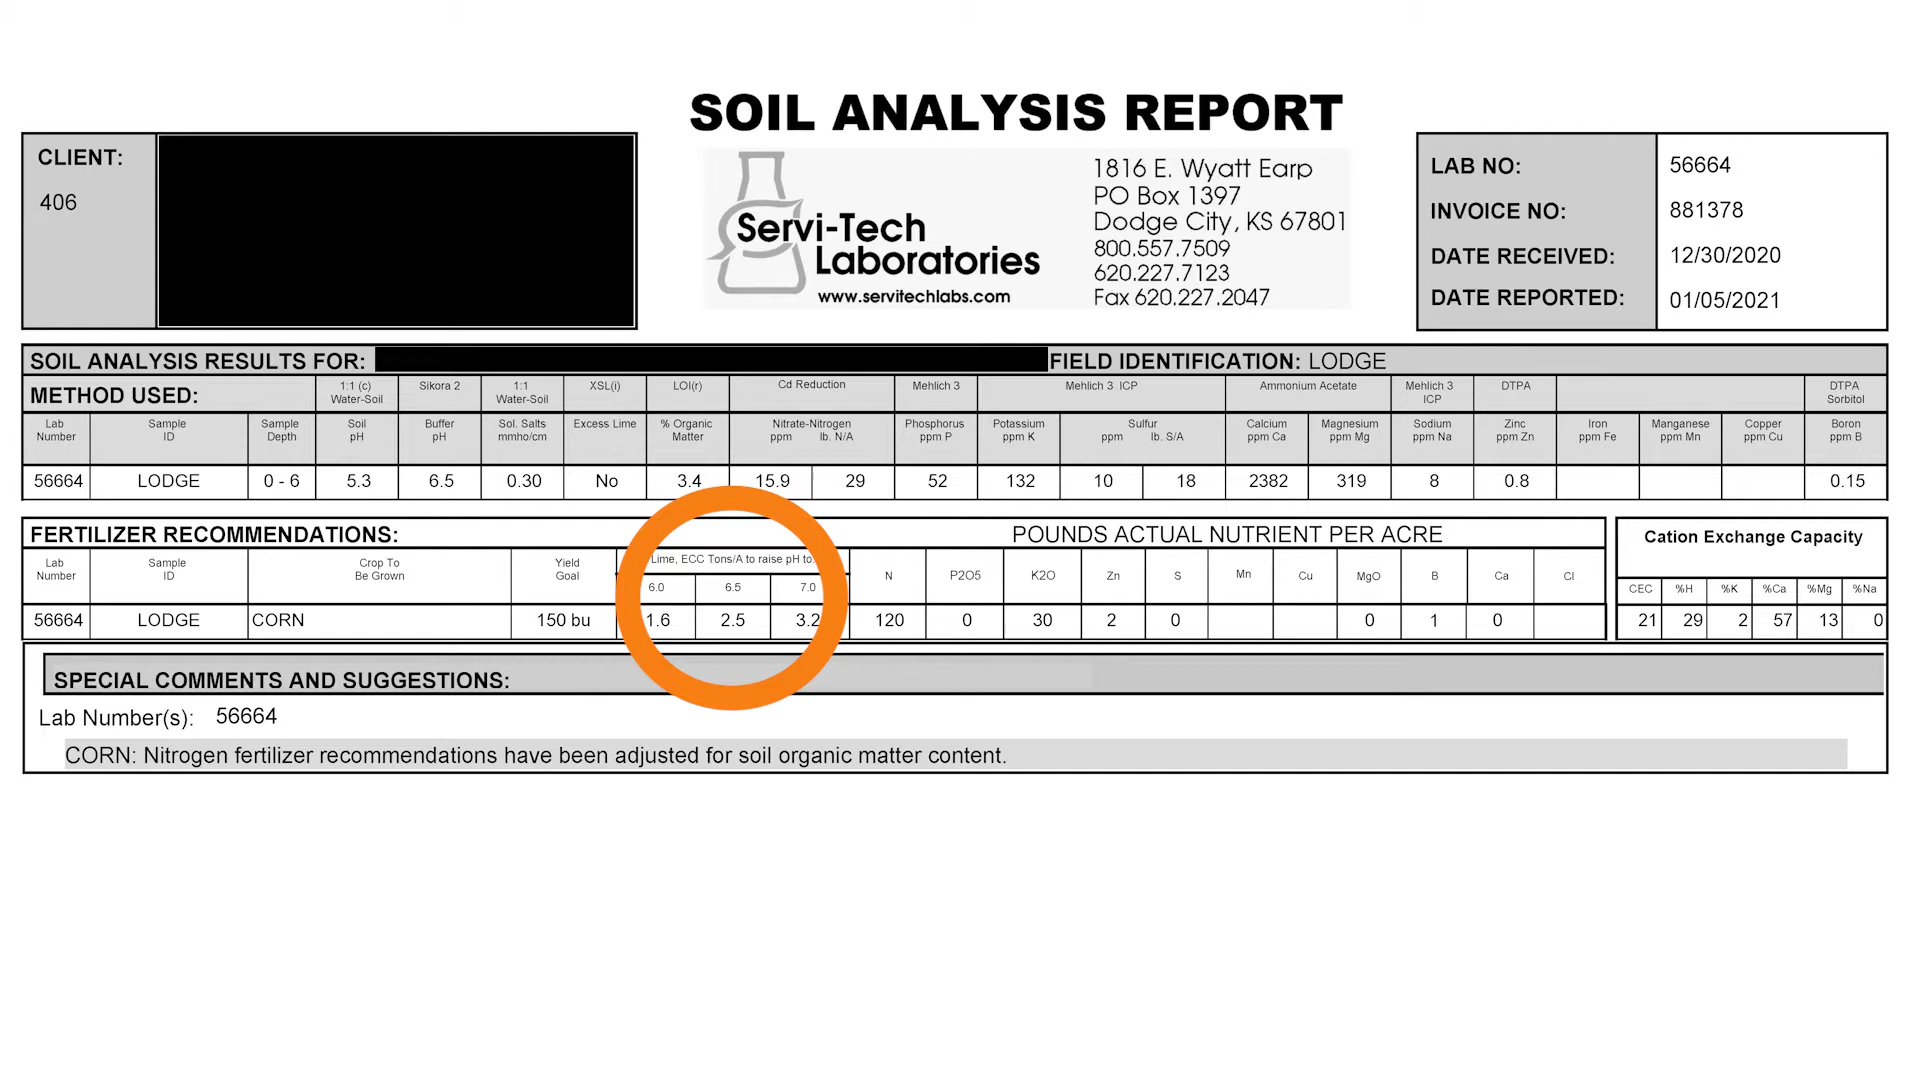 SOIL ANALYSIS REPORT
CLIENT:
406
Servi-Tech
Laboratories
www.servitechlabs.com
1816 E. Wyatt Earp
PO Box 1397
Dodge City, KS 67801
800.557.7509
620.227.7123
Fax 620.227.2047
LAB NO: 56664
INVOICE NO: 881378
DATE RECEIVED: 12/30/2020
DATE REPORTED: 01/05/2021
SOIL ANALYSIS RESULTS FOR: FIELD IDENTIFICATION: LODGE
METHOD USED: 1:1 (c) Water-Soil Sikora 2 1:1 Water-Soil XSL(i) LOI(r) Cd Reduction Mehlich 3 Mehlich 3 ICP Ammonium Acetate Mehlich 3 ICP DTPA DTPA Sorbitol
Lab Number Sample ID Sample Depth Soil pH Buffer pH Sol. Salts mmho/cm Excess Lime % Organic Matter Nitrate-Nitrogen ppm lb. N/A Phosphorus ppm P Potassium ppm K Sulfur ppm lb. S/A Calcium ppm Ca Magnesium ppm Mg Sodium ppm Na Zinc ppm Zn Iron ppm Fe Manganese ppm Mn Copper ppm Cu Boron ppm B
56664 LODGE 0 - 6 5.3 6.5 0.30 No 3.4 15.9 29 52 132 10 18 2382 319 8 0.8 0.15
FERTILIZER RECOMMENDATIONS: POUNDS ACTUAL NUTRIENT PER ACRE
Lab Number Sample ID Crop To Be Grown Yield Goal Lime, ECC Tons/A to raise pH to: 6.0 6.5 7.0 N P2O5 K2O Zn S Mn Cu MgO B Ca Cl
56664 LODGE CORN 150 bu 1.6 2.5 3.2 120 0 30 2 0 0 1 0
Cation Exchange Capacity
CEC %H %K %Ca %Mg %Na
21 29 2 57 13 0
SPECIAL COMMENTS AND SUGGESTIONS:
Lab Number(s): 56664
CORN: Nitrogen fertilizer recommendations have been adjusted for soil organic matter content.